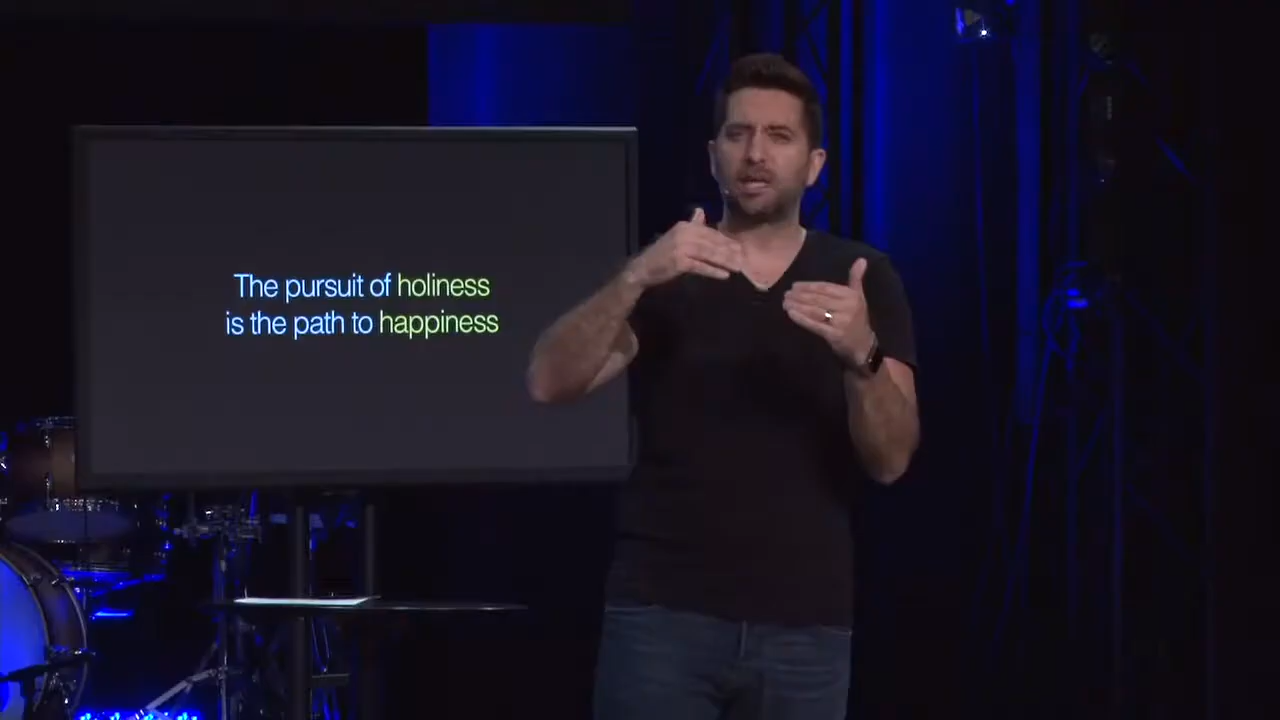 The pursuit of holiness
is the path to happiness